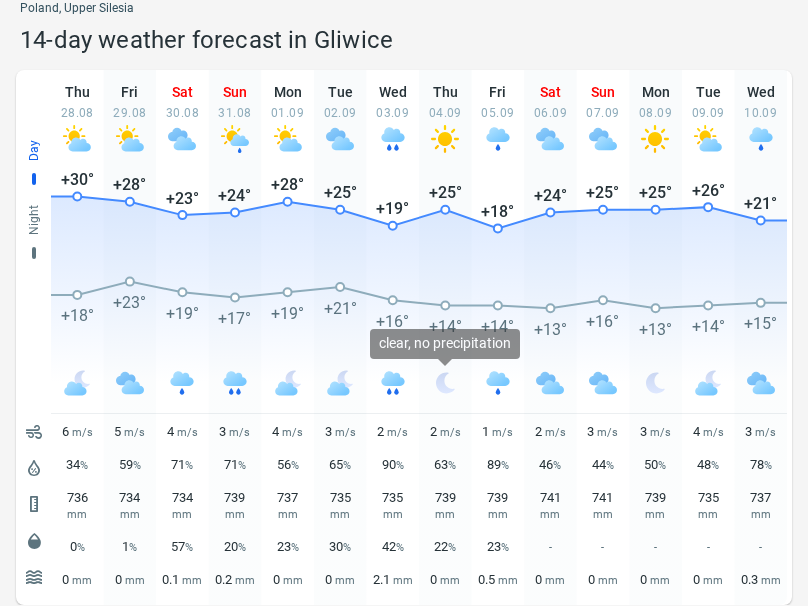 Poland, Upper Silesia
14-day weather forecast in Gliwice
Thu Fri Sat Sun Mon Tue Wed Thu Fri Sat Sun Mon Tue Wed
28.08 29.08 30.08 31.08 01.09 02.09 03.09 04.09 05.09 06.09 07.09 08.09 09.09 10.09
Day
+30° +28° +23° +24° +28° +25° +19° +25° +18° +24° +25° +25° +26° +21°
Night
+18° +23° +19° +17° +19° +21° +16° +14° +14° +13° +16° +13° +14° +15°
clear, no precipitation
6 m/s 5 m/s 4 m/s 3 m/s 4 m/s 3 m/s 2 m/s 2 m/s 1 m/s 2 m/s 3 m/s 3 m/s 4 m/s 3 m/s
34% 59% 71% 71% 56% 65% 90% 63% 89% 46% 44% 50% 48% 78%
736 734 734 739 737 735 735 739 739 741 741 739 735 737
mm mm mm mm mm mm mm mm mm mm mm mm mm mm
0% 1% 57% 20% 23% 30% 42% 22% 23% - - - - -
0 mm 0 mm 0.1 mm 0.2 mm 0 mm 0 mm 2.1 mm 0 mm 0.5 mm 0 mm 0 mm 0 mm 0 mm 0.3 mm